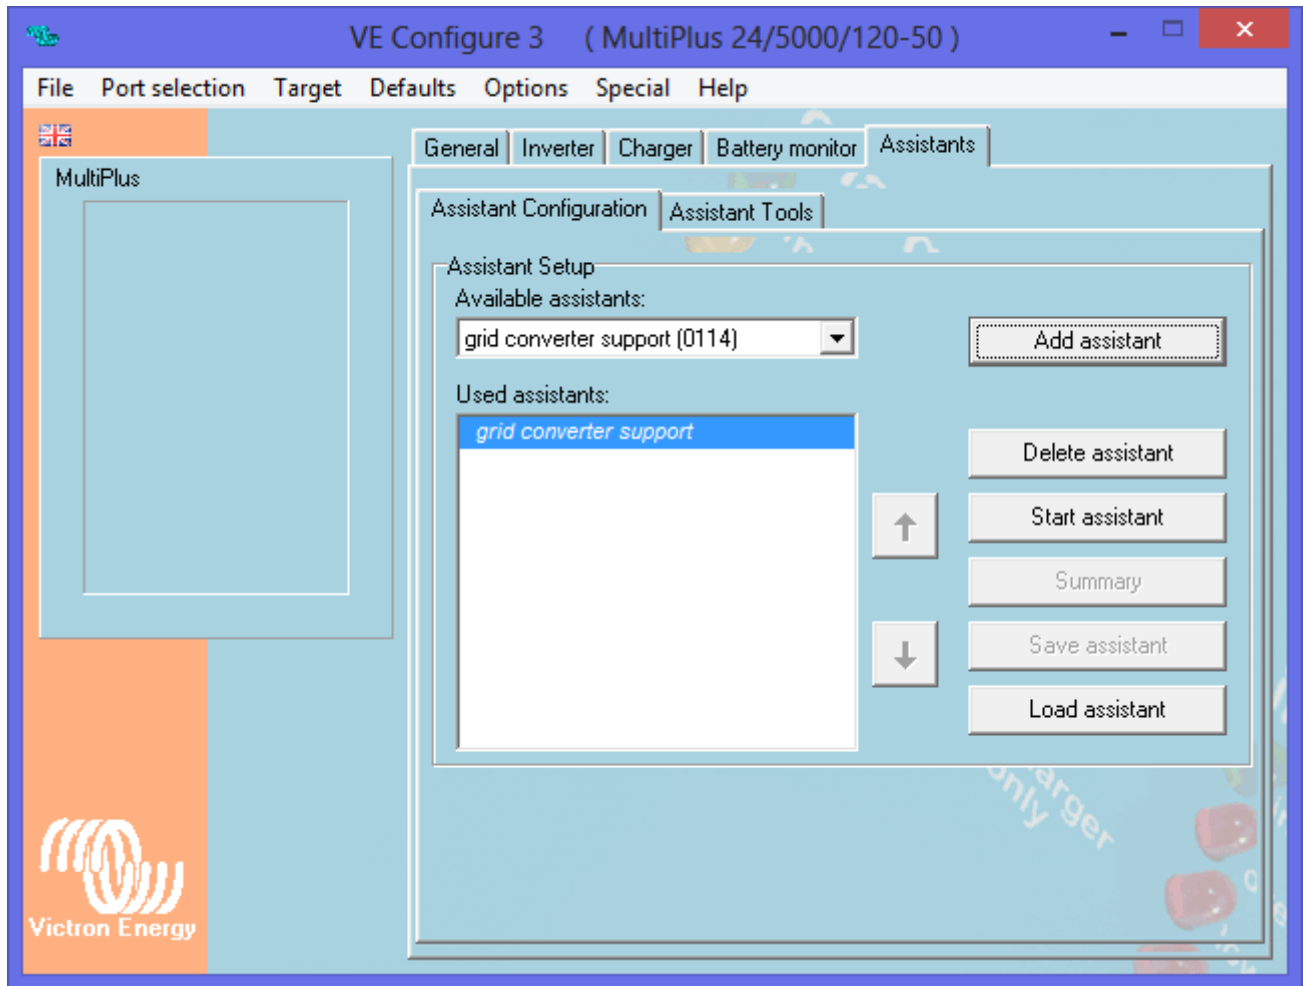 VE Configure 3 ( MultiPlus 24/5000/120-50 )
File Port selection Target Defaults Options Special Help
General Inverter Charger Battery monitor Assistants
MultiPlus
Assistant Configuration Assistant Tools
Assistant Setup
Available assistants:
grid converter support (0114)
Add assistant
Used assistants:
grid converter support
Delete assistant
Start assistant
Summary
Save assistant
Load assistant
charger
only
Victron Energy